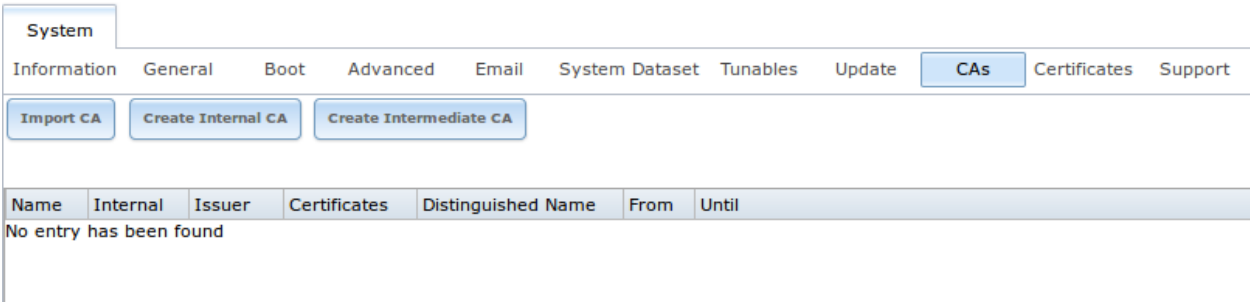 System
Information General Boot Advanced Email System Dataset Tunables Update CAs Certificates Support
Import CA Create Internal CA Create Intermediate CA
Name Internal Issuer Certificates Distinguished Name From Until
No entry has been found